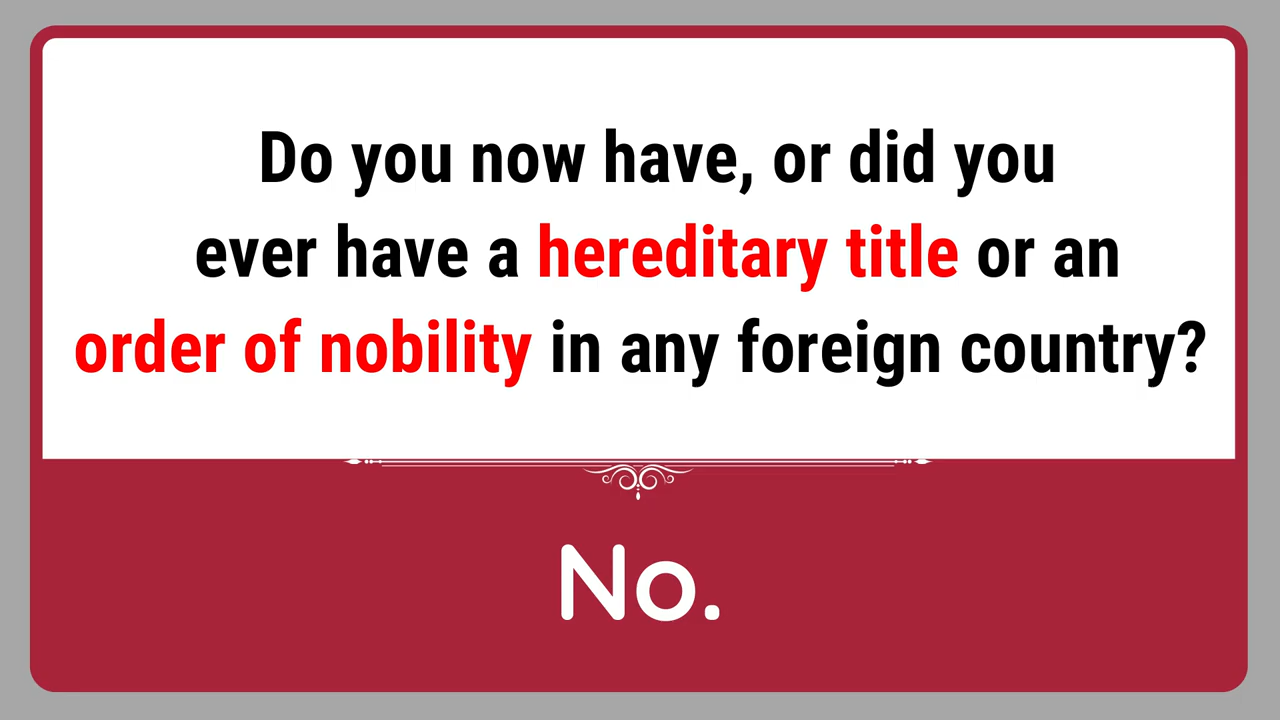 Do you now have, or did you
ever have a hereditary title or an
order of nobility in any foreign country?
No.